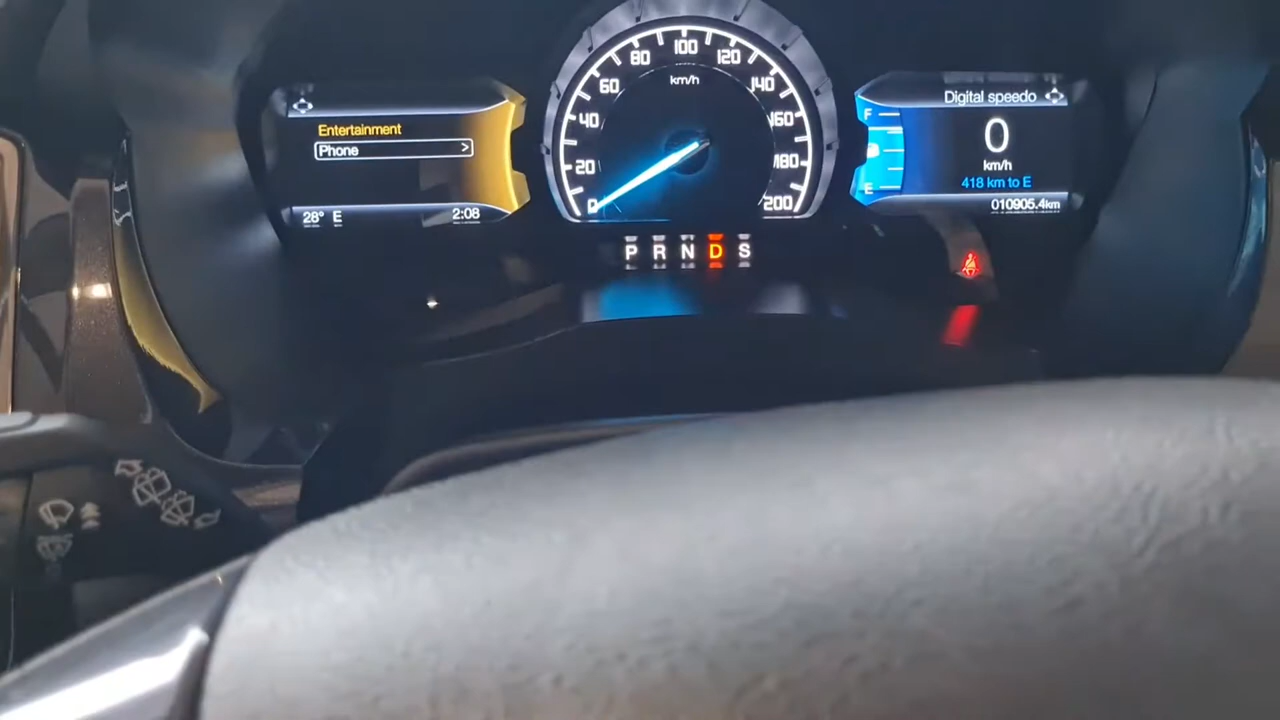 Entertainment
Phone >
28° E 2:08
0
20
40
60
80
100
120
140
160
180
200
km/h
P R N D S
Digital speedo
F
E
0
km/h
418 km to E
010905.4km